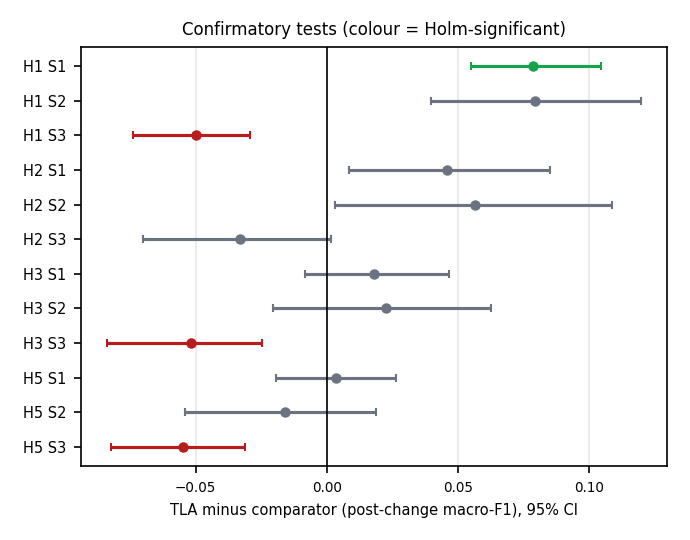 Confirmatory tests (colour = Holm-significant)
H1 S1
H1 S2
H1 S3
H2 S1
H2 S2
H2 S3
H3 S1
H3 S2
H3 S3
H5 S1
H5 S2
H5 S3
−0.05 0.00 0.05 0.10
TLA minus comparator (post-change macro-F1), 95% CI